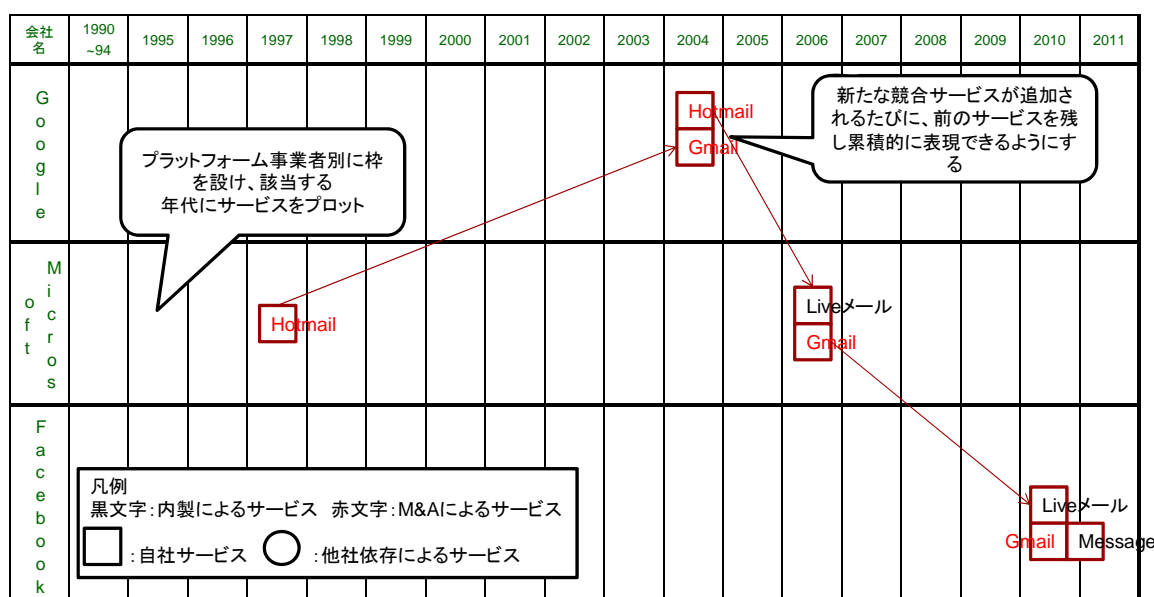 会社名
1990~94
1995
1996
1997
1998
1999
2000
2001
2002
2003
2004
2005
2006
2007
2008
2009
2010
2011
Google
Hotmail
Gmail
新たな競合サービスが追加さ
れるたびに、前のサービスを残
し累積的に表現できるようにす
る
プラットフォーム事業者別に枠
を設け、該当する
年代にサービスをプロット
Microsoft
Hotmail
Liveメール
Gmail
Facebook
凡例
黒文字:内製によるサービス 赤文字:M&Aによるサービス
:自社サービス
:他社依存によるサービス
Liveメール
Gmail
Message